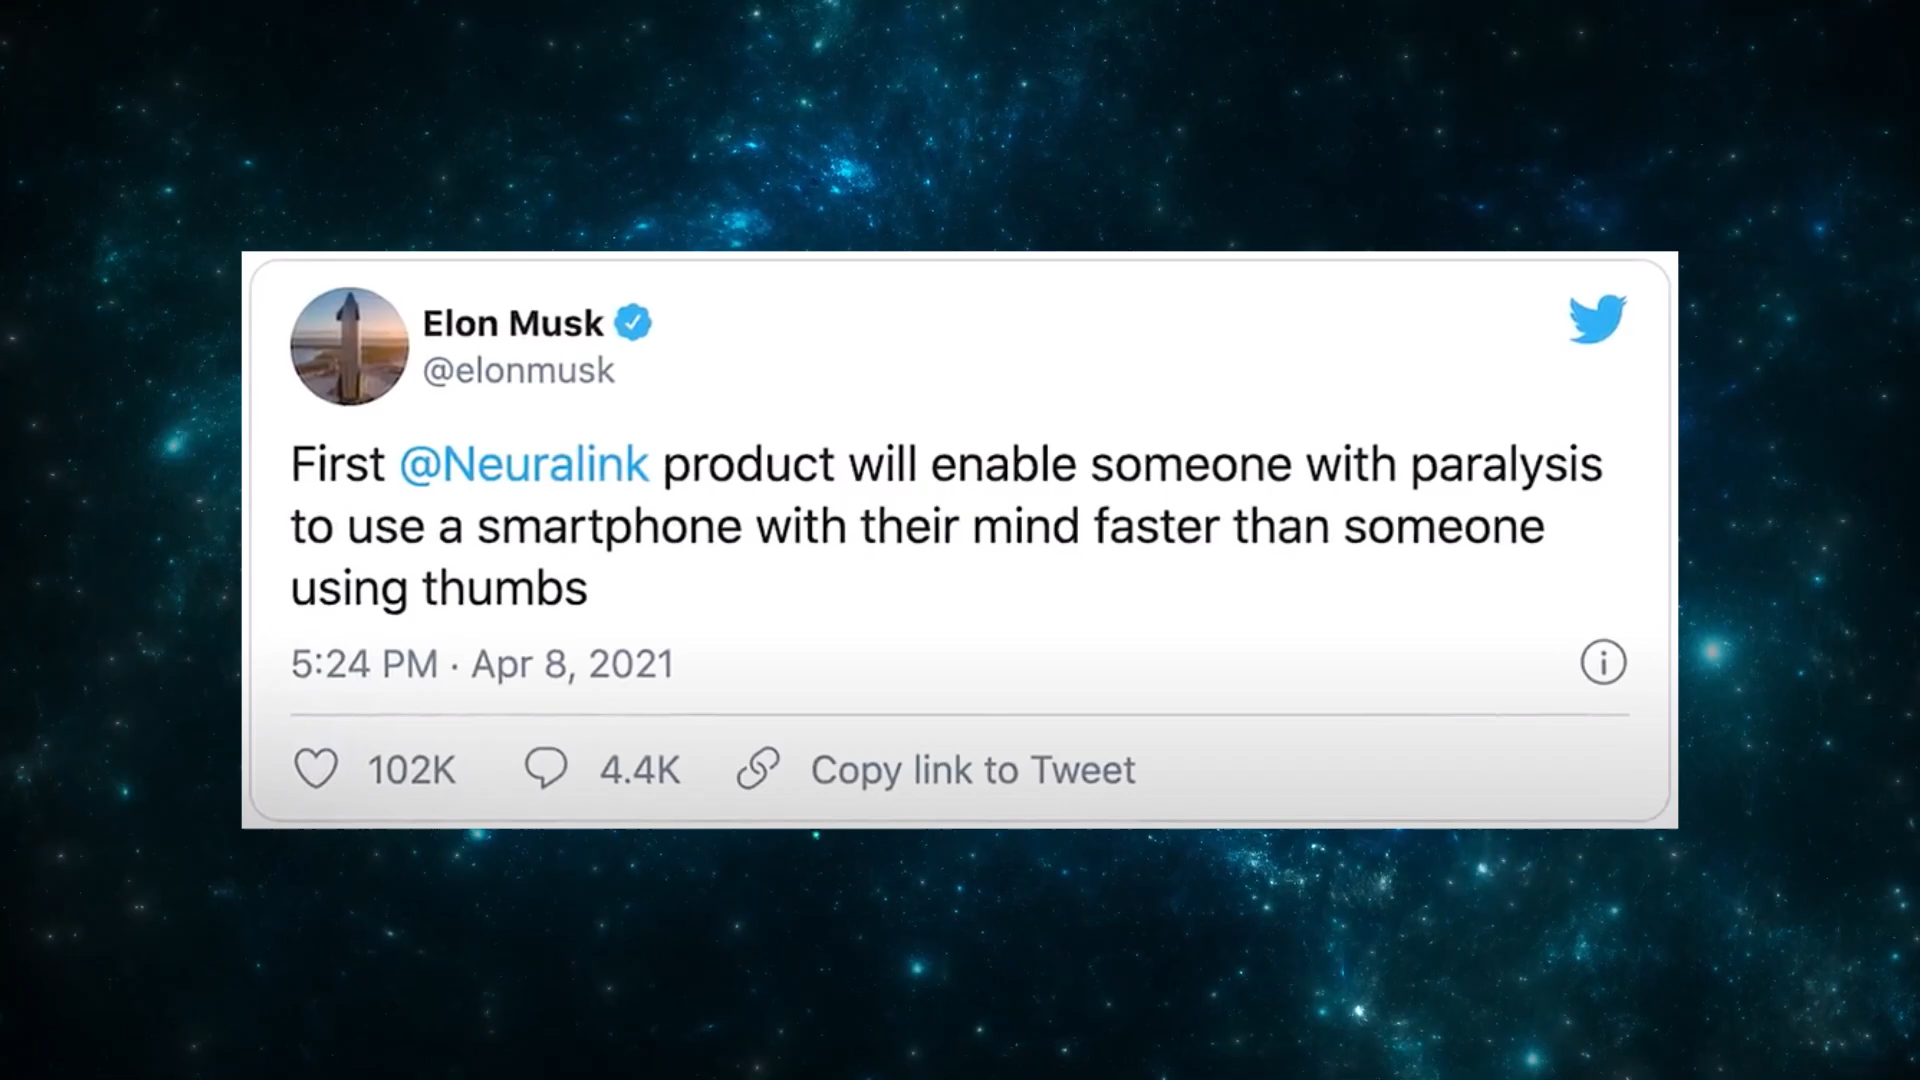 Elon Musk
@elonmusk
First @Neuralink product will enable someone with paralysis
to use a smartphone with their mind faster than someone
using thumbs
5:24 PM · Apr 8, 2021
102K 4.4K Copy link to Tweet